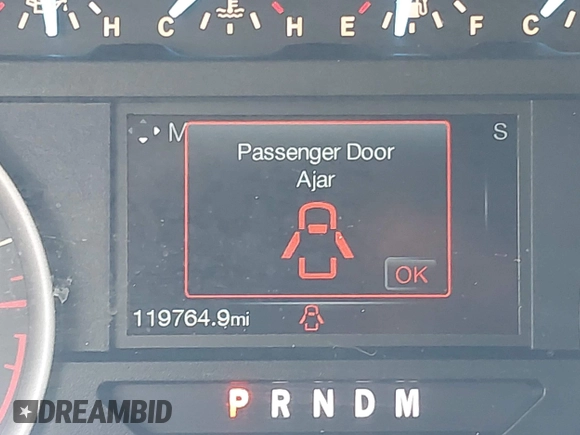 H C H E F C
M S
Passenger Door
Ajar
OK
119764.9mi
P R N D M
DREAMBID